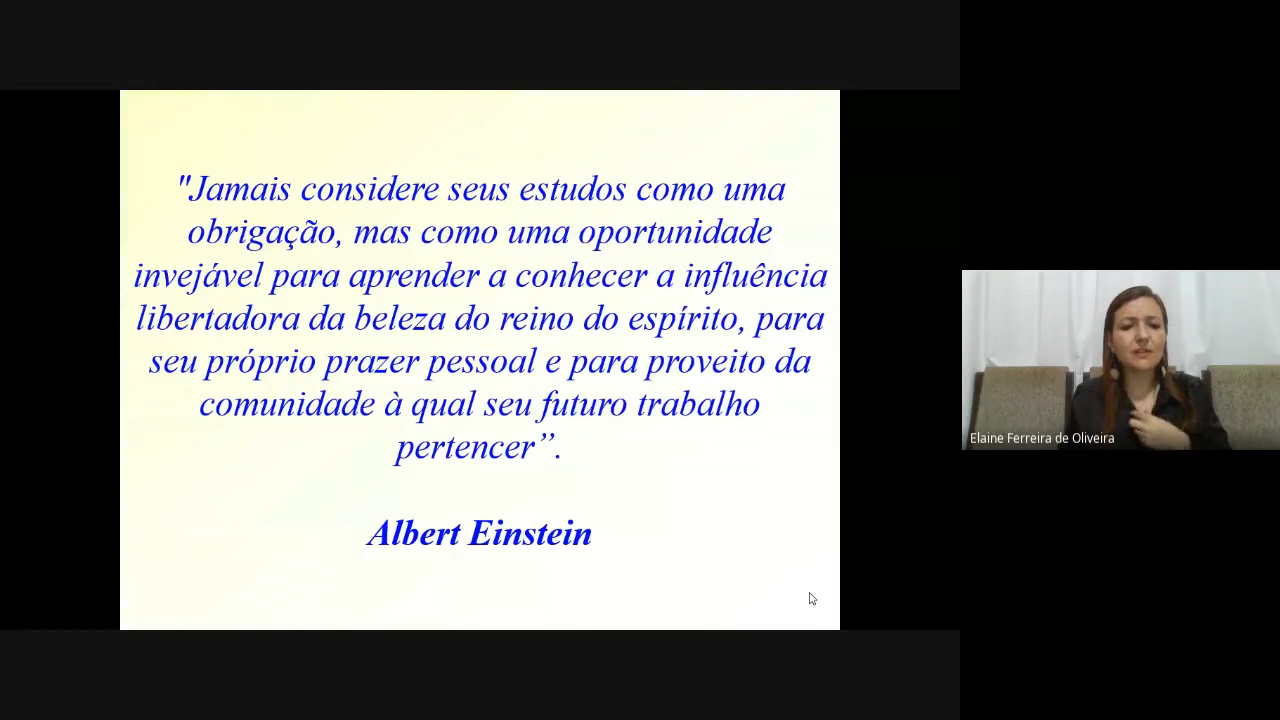 "Jamais considere seus estudos como uma
obrigação, mas como uma oportunidade
invejável para aprender a conhecer a influência
libertadora da beleza do reino do espírito, para
seu próprio prazer pessoal e para proveito da
comunidade à qual seu futuro trabalho
pertencer”.
Albert Einstein
Elaine Ferreira de Oliveira